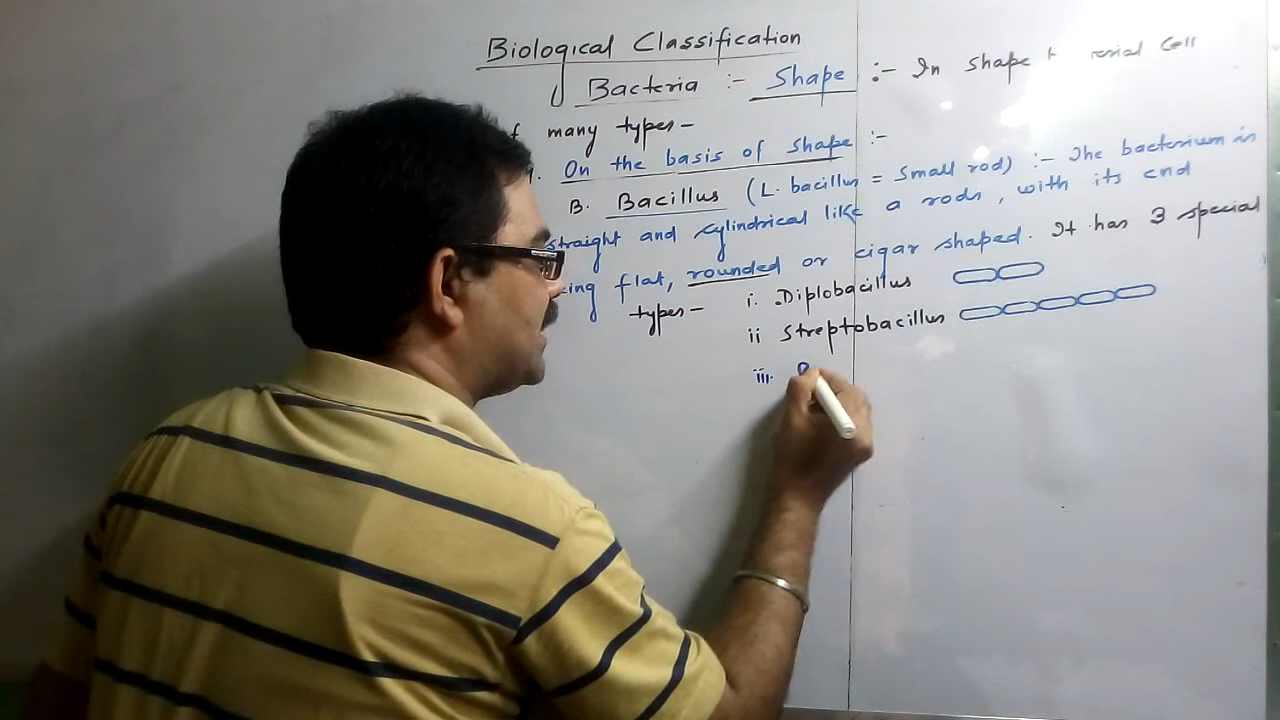 Biological Classification
Bacteria :- Shape :- In shape Cell
many types-
On the basis of shape :-
B. Bacillus (L. bacillus = Small rod) :- The bacterium is
straight and cylindrical like a rods, with its end
flat, rounded or cigar shaped. It has 3 special
types- i. Diplobacillus
ii Streptobacillus
iii.